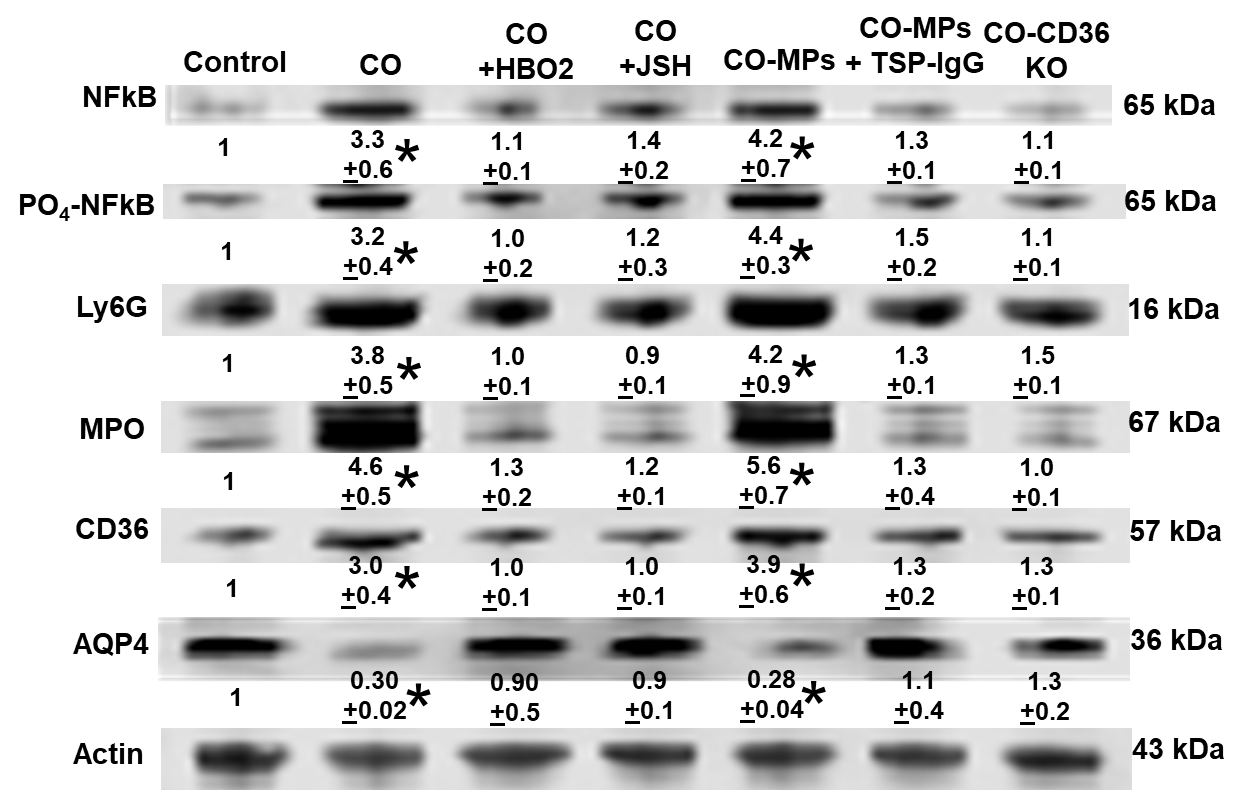 Control CO CO +HBO2 CO +JSH CO-MPs CO-MPs + TSP-IgG CO-CD36 KO
NFkB 65 kDa
1 3.3 ±0.6 * 1.1 ±0.1 1.4 ±0.2 4.2 ±0.7 * 1.3 ±0.1 1.1 ±0.1
PO₄-NFkB 65 kDa
1 3.2 ±0.4 * 1.0 ±0.2 1.2 ±0.3 4.4 ±0.3 * 1.5 ±0.2 1.1 ±0.1
Ly6G 16 kDa
1 3.8 ±0.5 * 1.0 ±0.1 0.9 ±0.1 4.2 ±0.9 * 1.3 ±0.1 1.5 ±0.1
MPO 67 kDa
1 4.6 ±0.5 * 1.3 ±0.2 1.2 ±0.1 5.6 ±0.7 * 1.3 ±0.4 1.0 ±0.1
CD36 57 kDa
1 3.0 ±0.4 * 1.0 ±0.1 1.0 ±0.1 3.9 ±0.6 * 1.3 ±0.2 1.3 ±0.1
AQP4 36 kDa
1 0.30 ±0.02 * 0.90 ±0.5 0.9 ±0.1 0.28 ±0.04 * 1.1 ±0.4 1.3 ±0.2
Actin 43 kDa